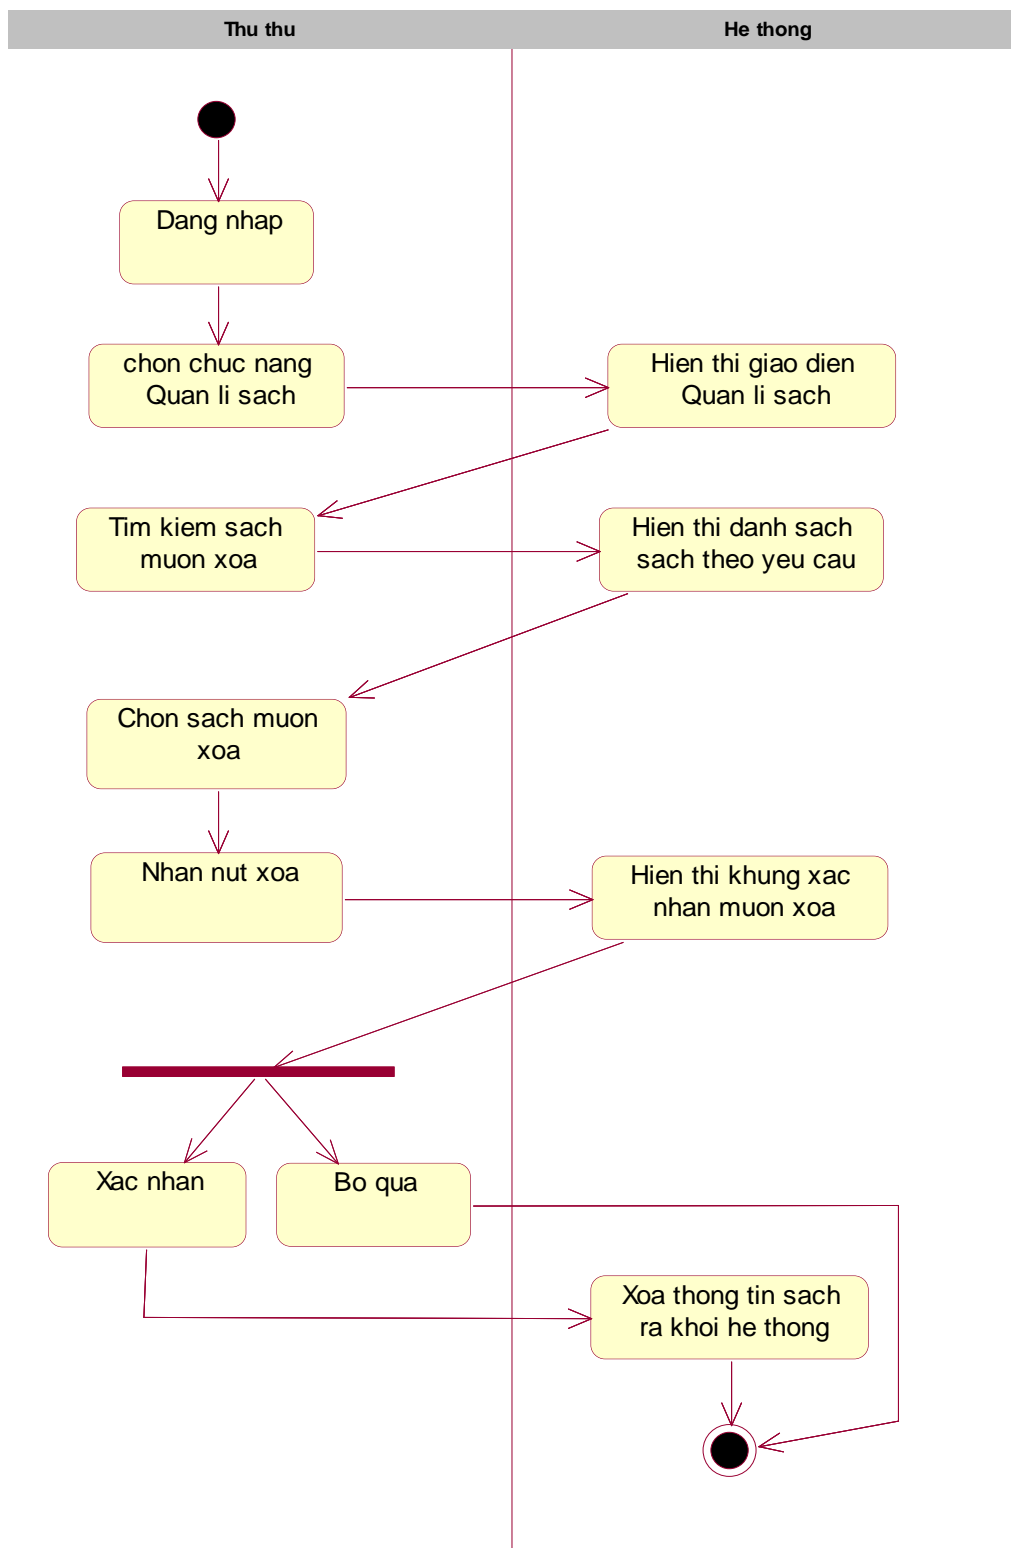 Thu thu
He thong
Dang nhap
chon chuc nang
Quan li sach
Hien thi giao dien
Quan li sach
Tim kiem sach
muon xoa
Hien thi danh sach
sach theo yeu cau
Chon sach muon
xoa
Nhan nut xoa
Hien thi khung xac
nhan muon xoa
Xac nhan
Bo qua
Xoa thong tin sach
ra khoi he thong